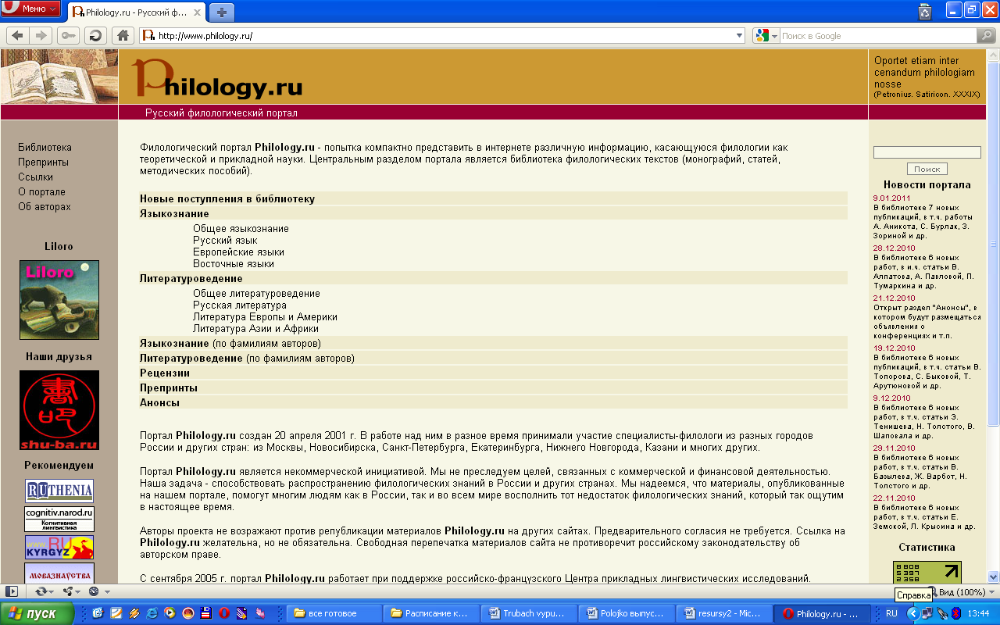 Меню
Philology.ru - Русский ф...
http://www.philology.ru/
Поиск в Google
Philology.ru
Oportet etiam inter
cenandum philologiam
nosse
(Petronius. Satiricon. XXXIX)
Русский филологический портал
Библиотека
Препринты
Ссылки
О портале
Об авторах
Liloro
Liloro
Наши друзья
shu-ba.ru
Рекомендуем
RUTHENIA
cognitiv.narod.ru
Когнитивная
лингвистика
www.RU
KYRGYZ
МОВАЗНАЎСТВА
Филологический портал Philology.ru - попытка компактно представить в интернете различную информацию, касающуюся филологии как
теоретической и прикладной науки. Центральным разделом портала является библиотека филологических текстов (монографий, статей,
методических пособий).
Новые поступления в библиотеку
Языкознание
Общее языкознание
Русский язык
Европейские языки
Восточные языки
Литературоведение
Общее литературоведение
Русская литература
Литература Европы и Америки
Литература Азии и Африки
Языкознание (по фамилиям авторов)
Литературоведение (по фамилиям авторов)
Рецензии
Препринты
Анонсы
Портал Philology.ru создан 20 апреля 2001 г. В работе над ним в разное время принимали участие специалисты-филологи из разных городов
России и других стран: из Москвы, Новосибирска, Санкт-Петербурга, Екатеринбурга, Нижнего Новгорода, Казани и многих других.
Портал Philology.ru является некоммерческой инициативой. Мы не преследуем целей, связанных с коммерческой и финансовой деятельностью.
Наша задача - способствовать распространению филологических знаний в России и других странах. Мы надеемся, что материалы, опубликованные
на нашем портале, помогут многим людям как в России, так и во всем мире восполнить тот недостаток филологических знаний, который так ощутим
в настоящее время.
Авторы проекта не возражают против републикации материалов Philology.ru на других сайтах. Предварительного согласия не требуется. Ссылка на
Philology.ru желательна, но не обязательна. Свободная перепечатка материалов сайта не противоречит российскому законодательству об
авторском праве.
С сентября 2005 г. портал Philology.ru работает при поддержке российско-французского Центра прикладных лингвистических исследований.
Поиск
Новости портала
9.01.2011
В библиотеке 7 новых
публикаций, в т.ч. работы
А. Аникста, С. Бурлак, З.
Зориной и др.
28.12.2010
В библиотеке 6 новых
работ, в и.ч. статьи В.
Алпатова, А. Павловой, П.
Тумаркина и др.
21.12.2010
Открыт раздел "Анонсы", в
котором будут размещаться
объявления о
конференциях и т.п.
19.12.2010
В библиотеке 6 новых
публикаций, в т.ч. статьи В.
Топорова, С. Быковой, Т.
Арутюновой и др.
9.12.2010
В библиотеке 6 новых
работ, в т.ч. статьи Э.
Тенишева, Н. Толстого, В.
Шаповала и др.
29.11.2010
В библиотеке 6 новых
работ, в т.ч. статьи В.
Базылева, Ж. Варбот, Н.
Толстого и др.
22.11.2010
В библиотеке 6 новых
работ, в т.ч. статьи Е.
Земской, Л. Крысина и др.
Статистика
8 808
5 397
2 358
Справка
Вид (100%)
пуск
все готовое
Расписание к...
Trubach vypu...
Polojko выпус...
resursy2 - Mic...
Philology.ru - ...
RU
13:44